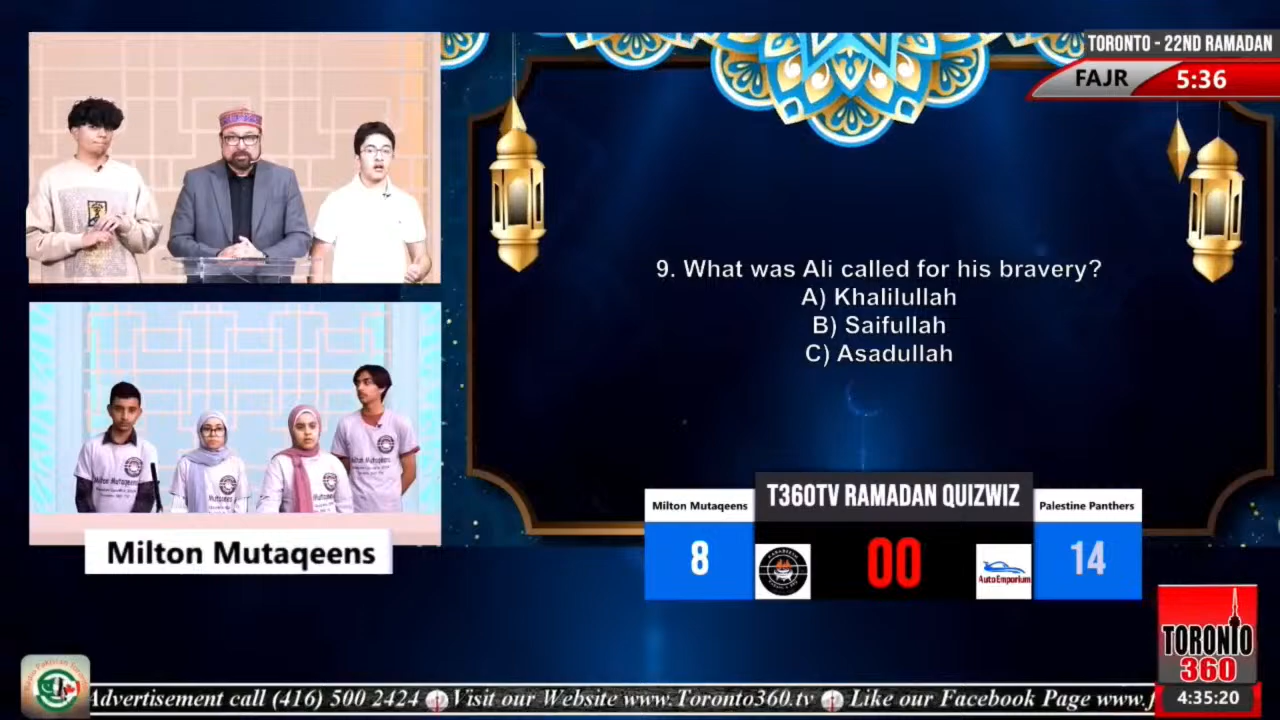 TORONTO - 22ND RAMADAN
FAJR
5:36
9. What was Ali called for his bravery?
A) Khalilullah
B) Saifullah
C) Asadullah
Milton Mutaqeens
Milton Mutaqeens
T360TV RAMADAN QUIZWIZ
Palestine Panthers
8
00
14
AutoEmporium
Milton Mutaqeens
TORONTO
360
4:35:20
Advertisement call (416) 500 2424
Visit our Website www.Toronto360.tv
Like our Facebook Page www.f